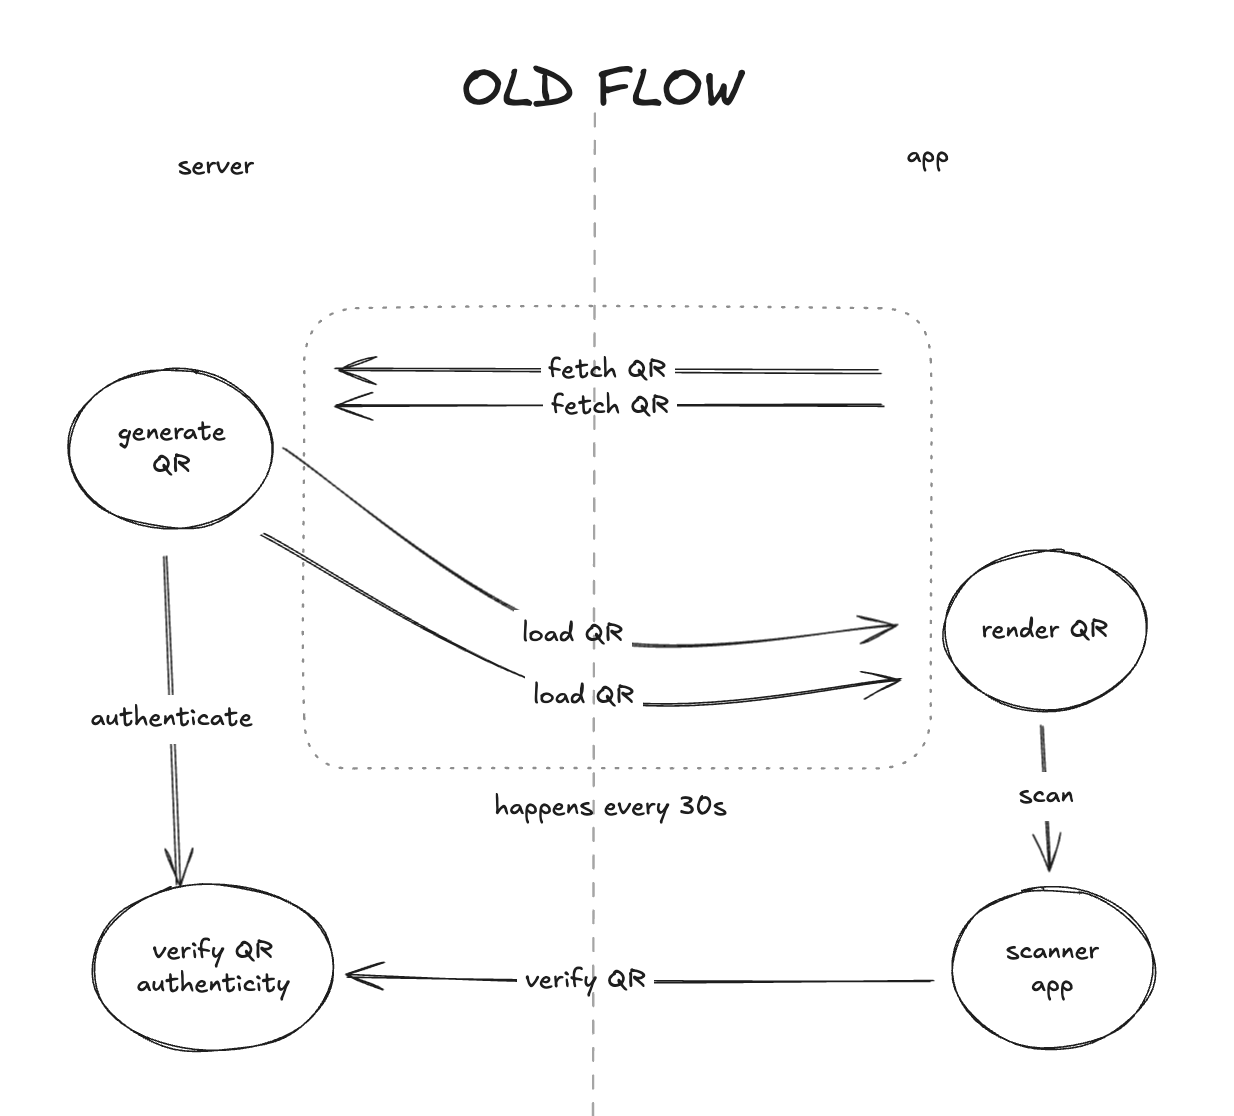 OLD FLOW
server
app
fetch QR
fetch QR
generate
QR
load QR
render QR
load QR
authenticate
scan
happens every 30s
verify QR
authenticity
verify QR
scanner
app